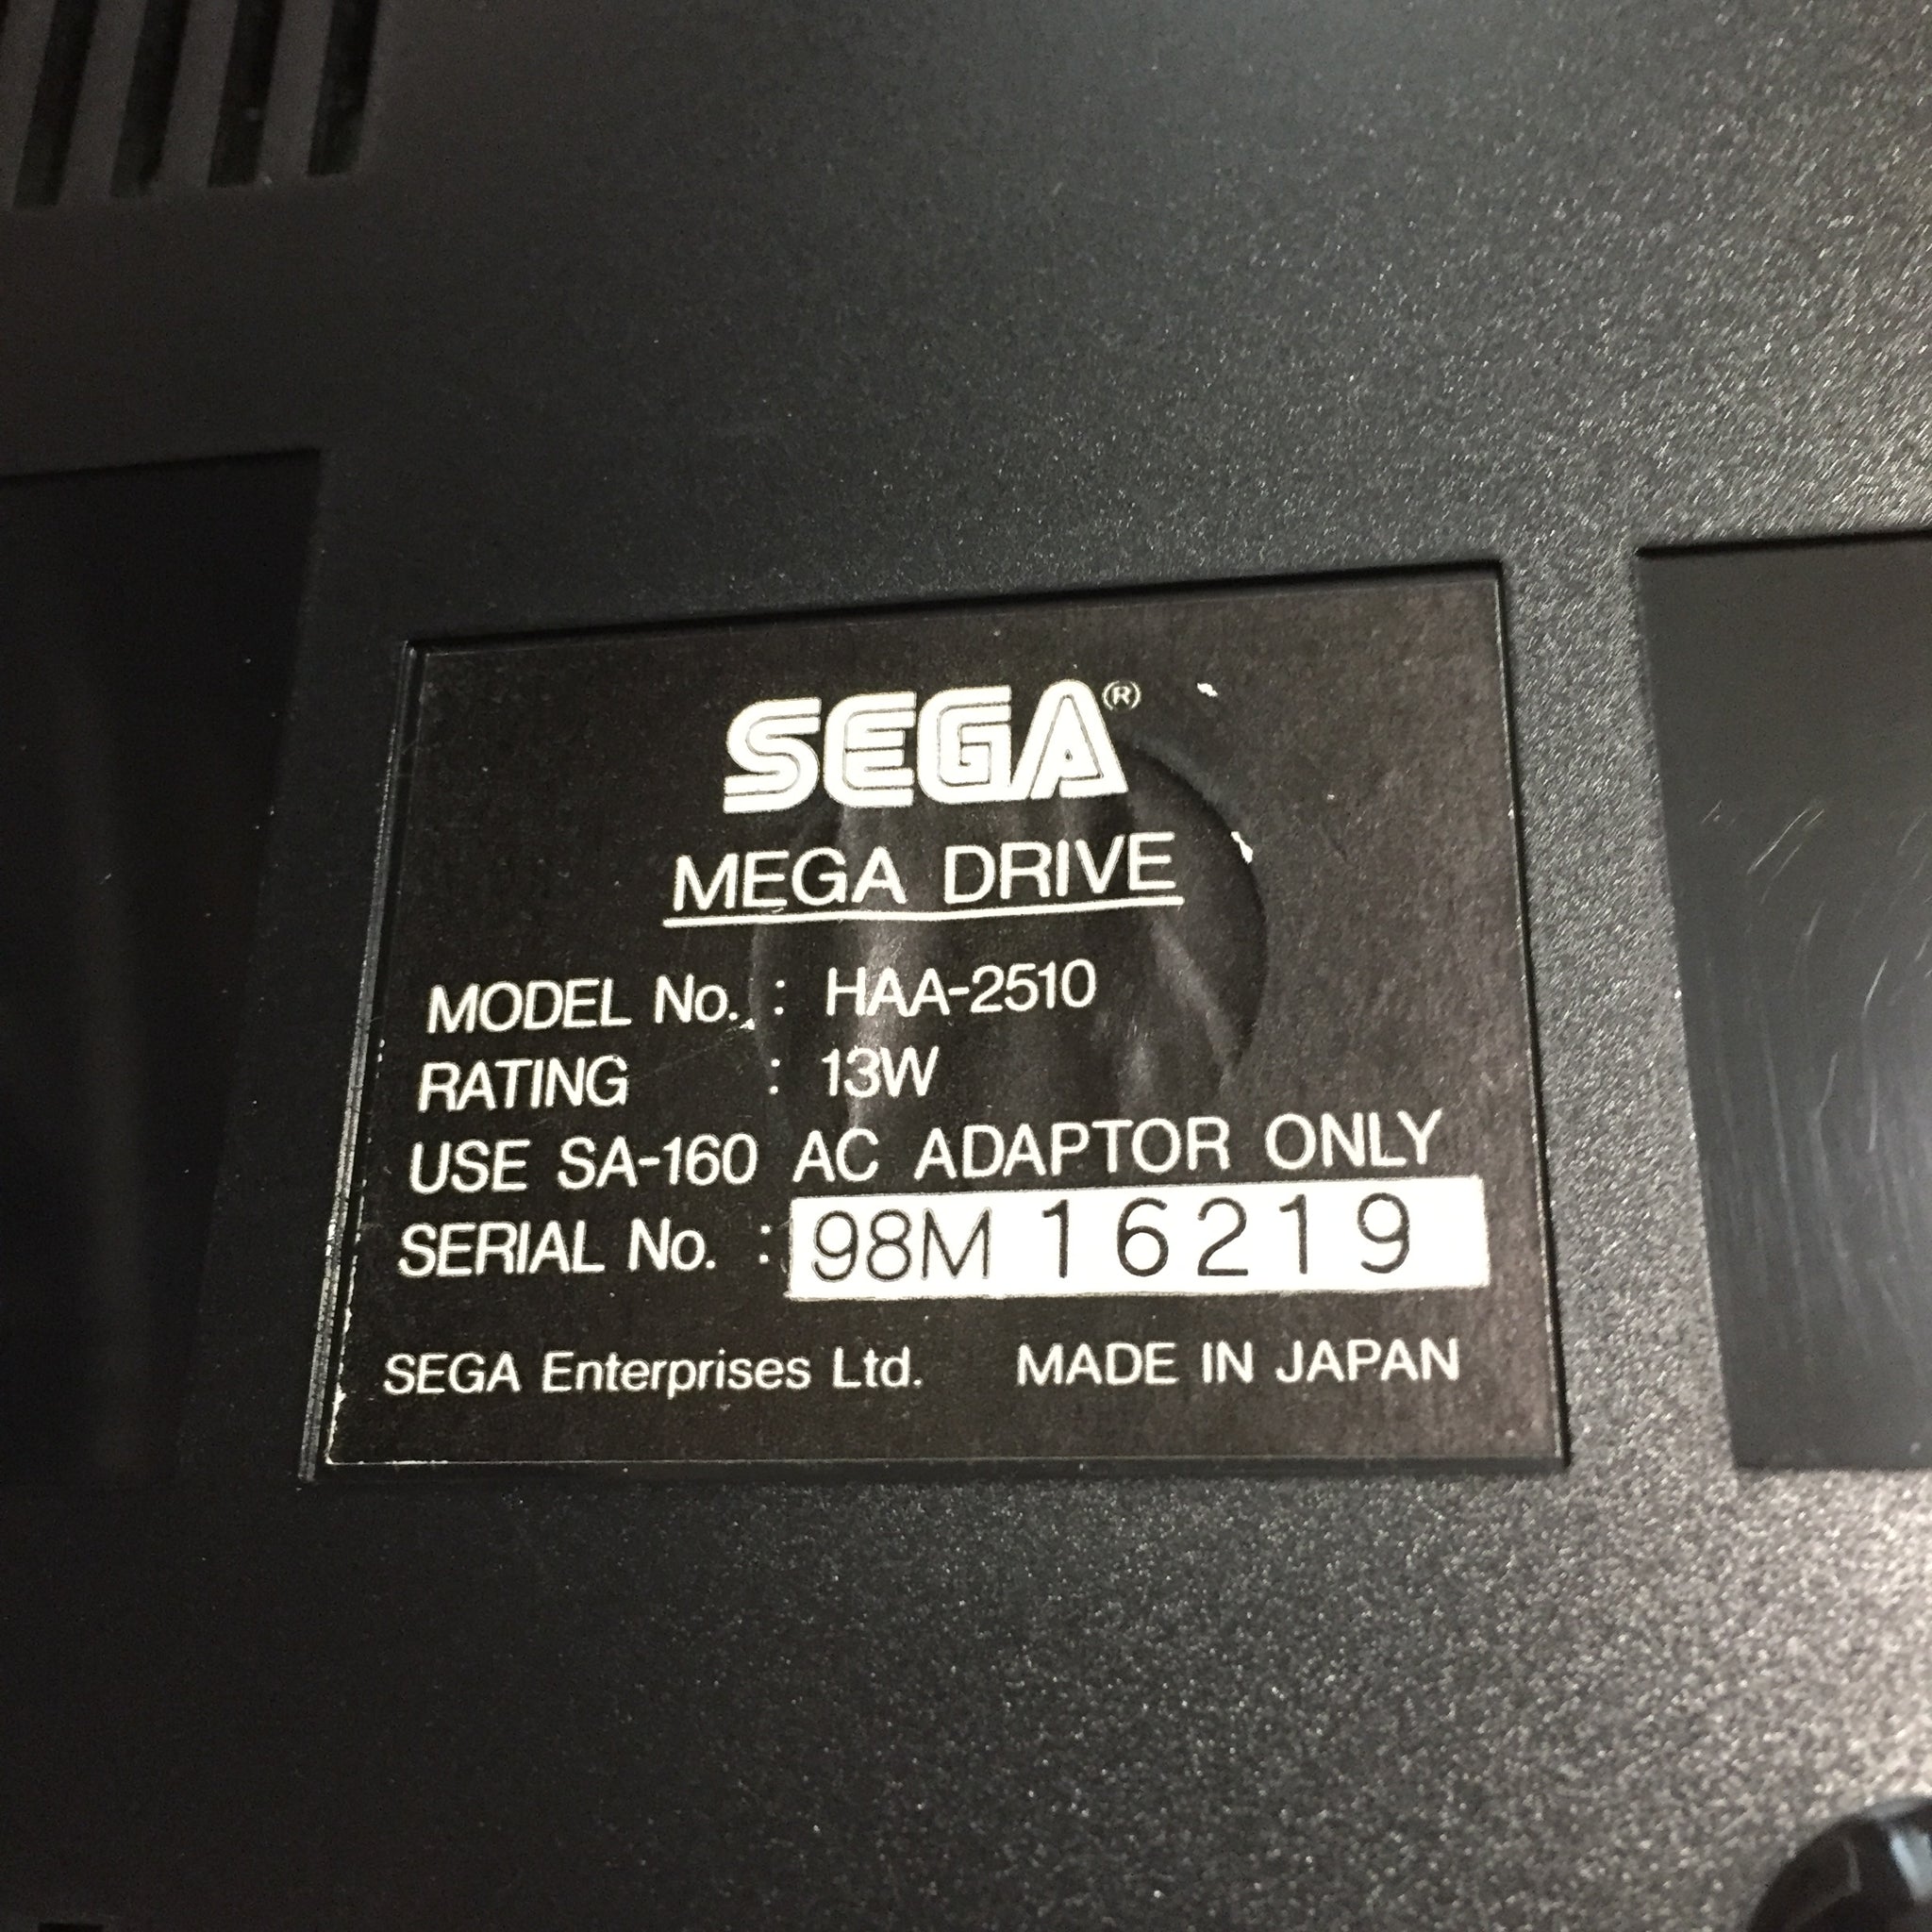 SEGA®
MEGA DRIVE
MODEL No. : HAA-2510
RATING : 13W
USE SA-160 AC ADAPTOR ONLY
SERIAL No. : 98M 16219
SEGA Enterprises Ltd. MADE IN JAPAN